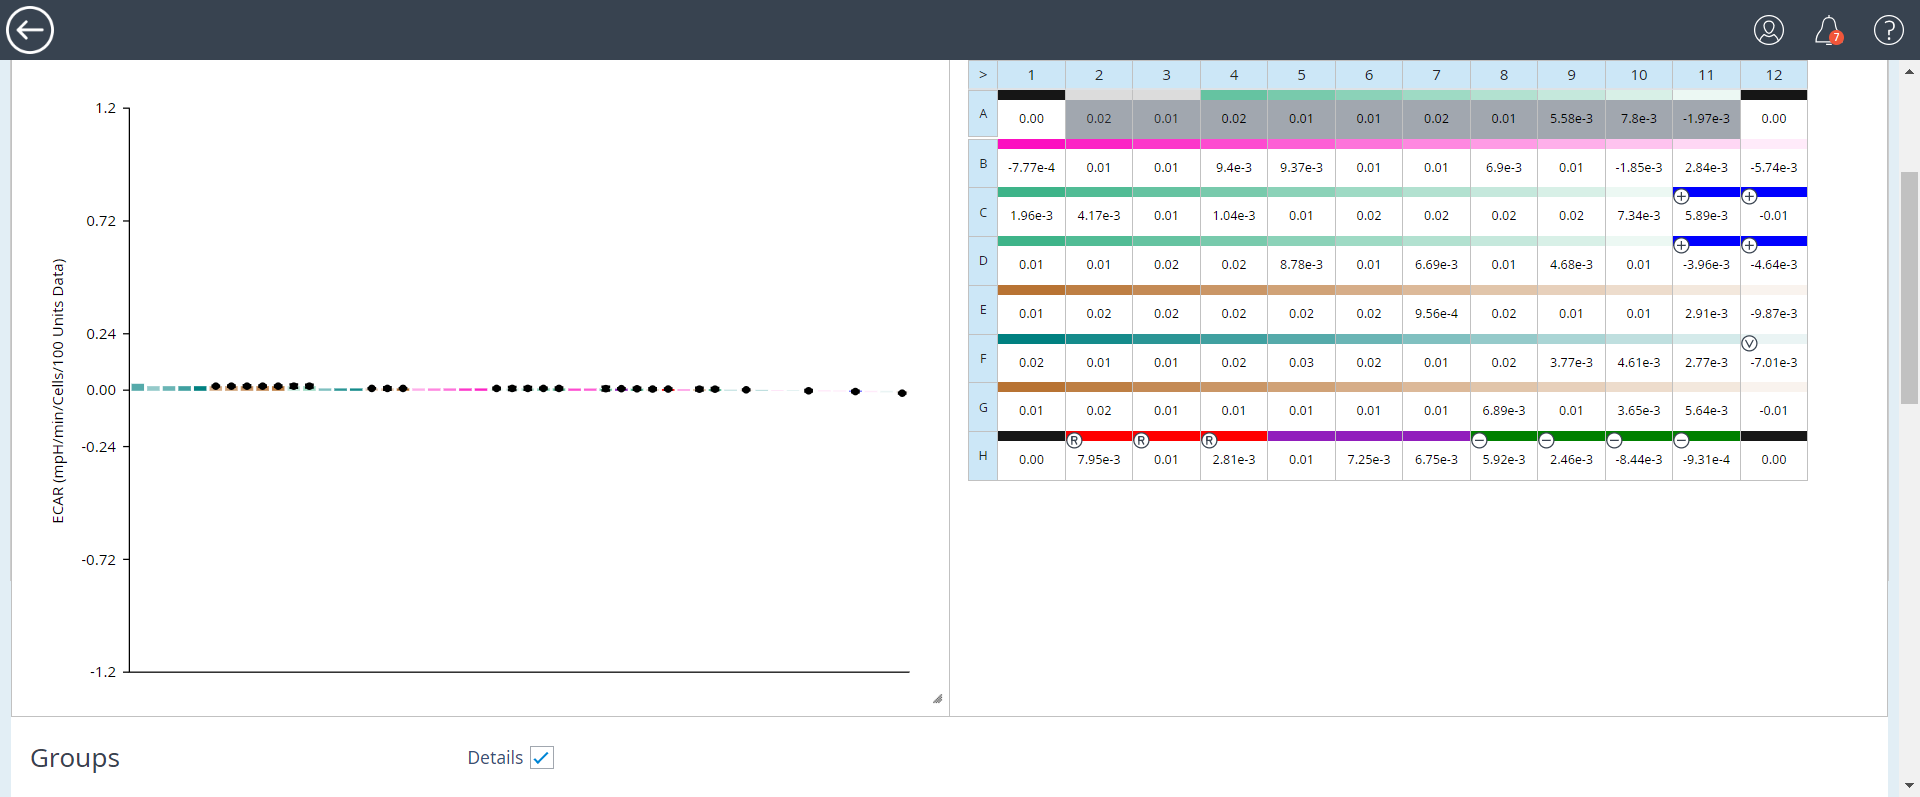 7 ?
1.2
0.72
0.24
0.00
-0.24
-0.72
-1.2
ECAR (mpH/min/Cells/100 Units Data)
> 1 2 3 4 5 6 7 8 9 10 11 12
A 0.00 0.02 0.01 0.02 0.01 0.01 0.02 0.01 5.58e-3 7.8e-3 -1.97e-3 0.00
B -7.77e-4 0.01 0.01 9.4e-3 9.37e-3 0.01 0.01 6.9e-3 0.01 -1.85e-3 2.84e-3 -5.74e-3
+ +
C 1.96e-3 4.17e-3 0.01 1.04e-3 0.01 0.02 0.02 0.02 0.02 7.34e-3 5.89e-3 -0.01
+ +
D 0.01 0.01 0.02 0.02 8.78e-3 0.01 6.69e-3 0.01 4.68e-3 0.01 -3.96e-3 -4.64e-3
E 0.01 0.02 0.02 0.02 0.02 0.02 9.56e-4 0.02 0.01 0.01 2.91e-3 -9.87e-3
V
F 0.02 0.01 0.01 0.02 0.03 0.02 0.01 0.02 3.77e-3 4.61e-3 2.77e-3 -7.01e-3
G 0.01 0.02 0.01 0.01 0.01 0.01 0.01 6.89e-3 0.01 3.65e-3 5.64e-3 -0.01
R R R − − − −
H 0.00 7.95e-3 0.01 2.81e-3 0.01 7.25e-3 6.75e-3 5.92e-3 2.46e-3 -8.44e-3 -9.31e-4 0.00
Groups
Details